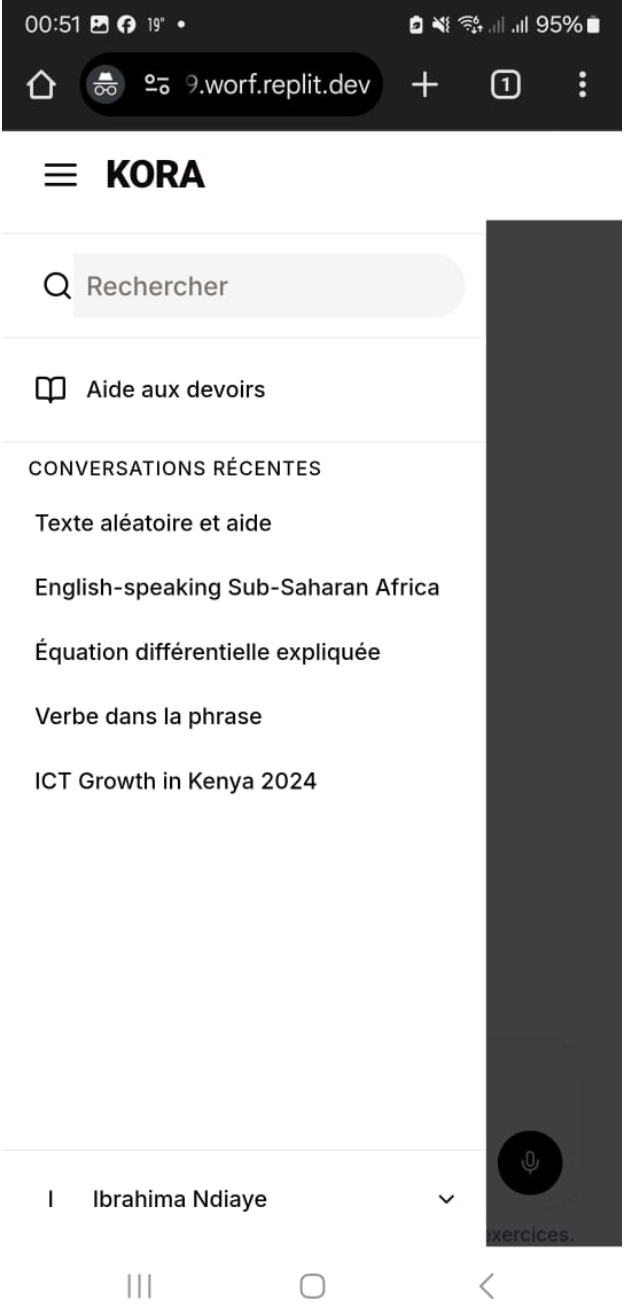 00:51 19° 95%
9.worf.replit.dev 1
KORA
Rechercher
Aide aux devoirs
CONVERSATIONS RÉCENTES
Texte aléatoire et aide
English-speaking Sub-Saharan Africa
Équation différentielle expliquée
Verbe dans la phrase
ICT Growth in Kenya 2024
I Ibrahima Ndiaye
exercices.